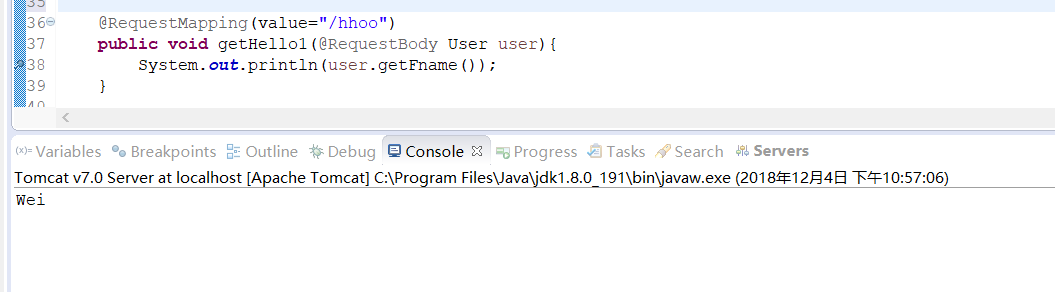 35
36 @RequestMapping(value="/hhoo")
37 public void getHello1(@RequestBody User user){
38 System.out.println(user.getFname());
39 }
40
(x)= Variables Breakpoints Outline Debug Console Progress Tasks Search Servers
Tomcat v7.0 Server at localhost [Apache Tomcat] C:\Program Files\Java\jdk1.8.0_191\bin\javaw.exe (2018年12月4日 下午10:57:06)
Wei